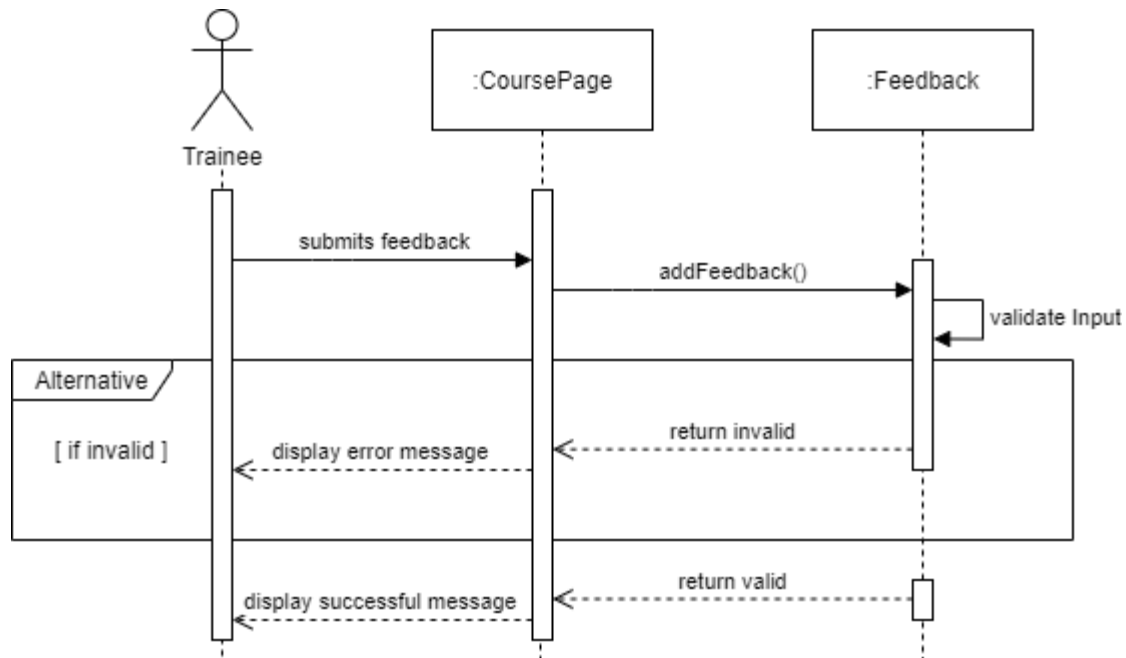 :CoursePage
:Feedback
Trainee
submits feedback
addFeedback()
validate Input
Alternative
[ if invalid ]
return invalid
display error message
return valid
display successful message